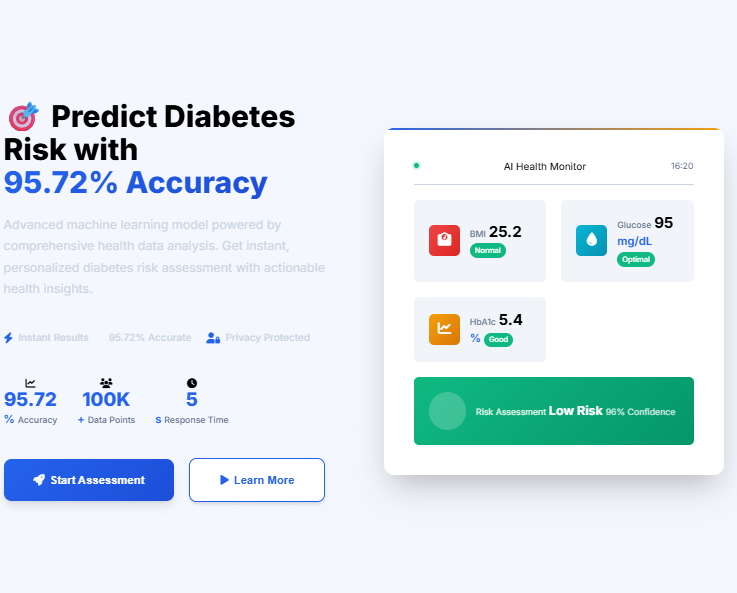 🎯 Predict Diabetes
Risk with
95.72% Accuracy
Advanced machine learning model powered by
comprehensive health data analysis. Get instant,
personalized diabetes risk assessment with actionable
health insights.
Instant Results 95.72% Accurate Privacy Protected
95.72 100K 5
% Accuracy + Data Points s Response Time
Start Assessment Learn More
AI Health Monitor 16:20
BMI 25.2
Normal
Glucose 95
mg/dL
Optimal
HbA1c 5.4
% Good
Risk Assessment Low Risk 96% Confidence